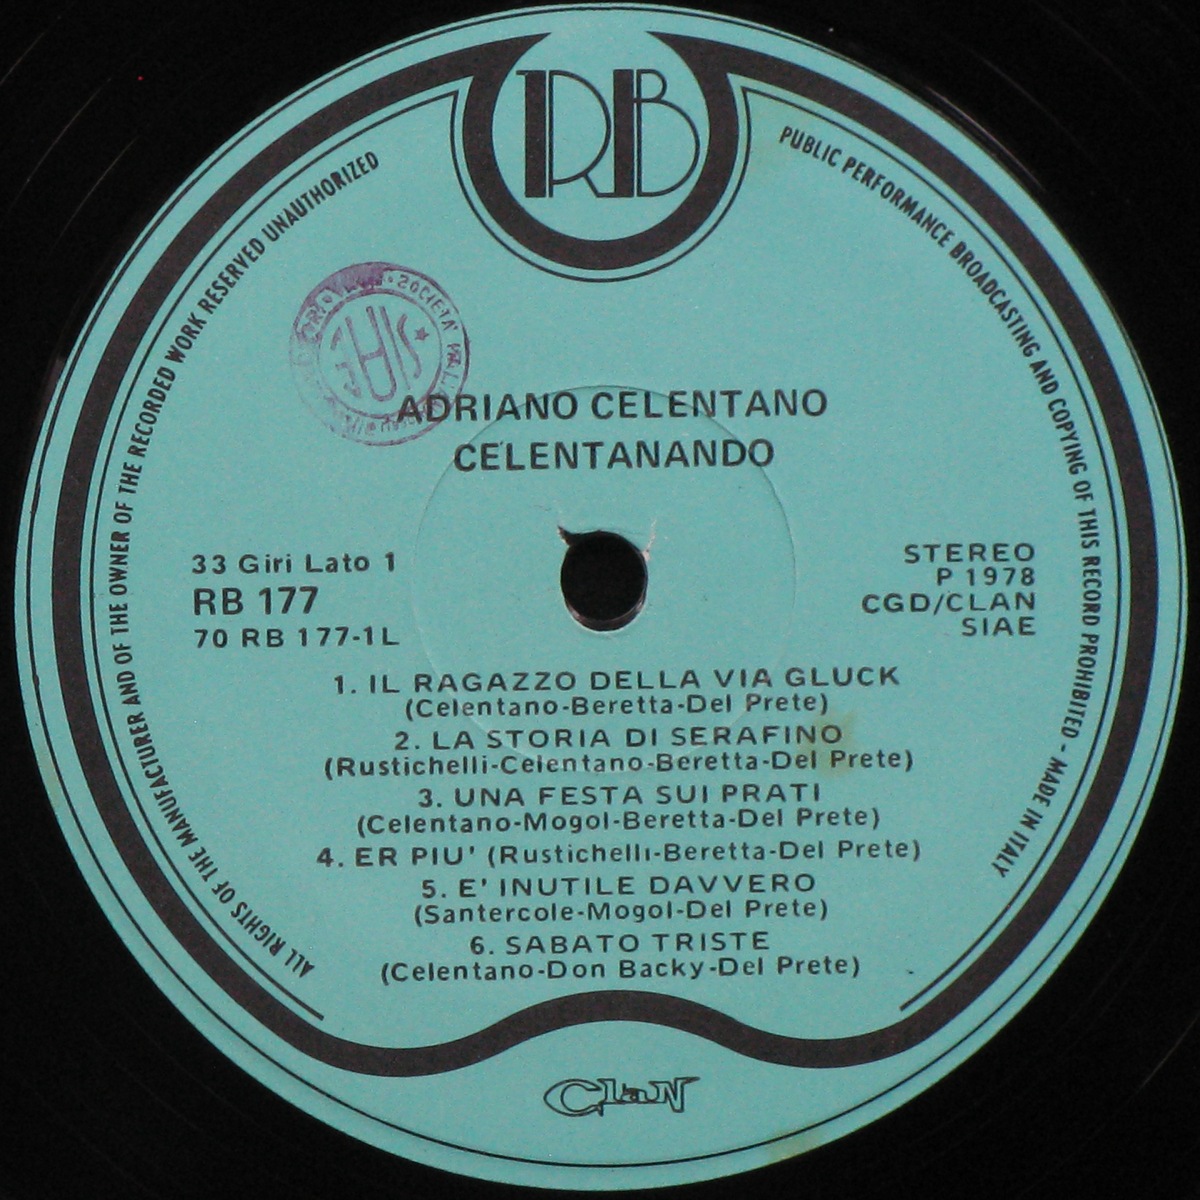 RB
ALL RIGHTS OF THE MANUFACTURER AND OF THE OWNER OF THE RECORDED WORK RESERVED UNAUTHORIZED
PUBLIC PERFORMANCE BROADCASTING AND COPYING OF THIS RECORD PROHIBITED - MADE IN ITALY
SOCIETA'
SIAE
ADRIANO CELENTANO
CELENTANANDO
33 Giri Lato 1
RB 177
70 RB 177-1L
STEREO
P 1978
CGD/CLAN
SIAE
1. IL RAGAZZO DELLA VIA GLUCK
(Celentano-Beretta-Del Prete)
2. LA STORIA DI SERAFINO
(Rustichelli-Celentano-Beretta-Del Prete)
3. UNA FESTA SUI PRATI
(Celentano-Mogol-Beretta-Del Prete)
4. ER PIU' (Rustichelli-Beretta-Del Prete)
5. E' INUTILE DAVVERO
(Santercole-Mogol-Del Prete)
6. SABATO TRISTE
(Celentano-Don Backy-Del Prete)
ClaN